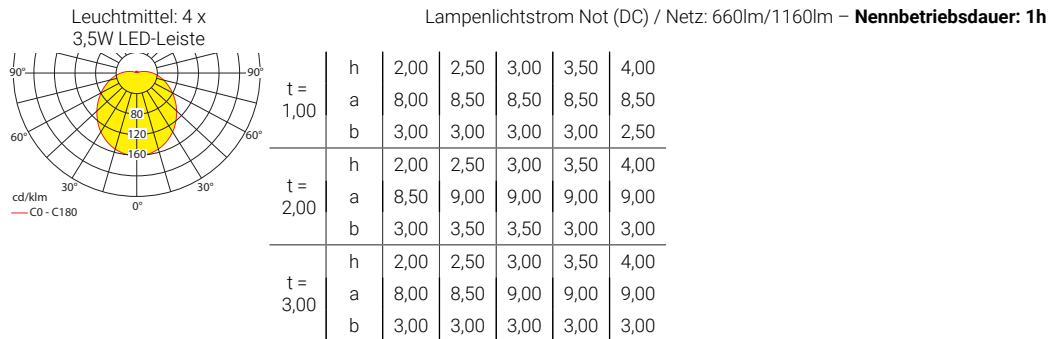 Leuchtmittel: 4 x
3,5W LED-Leiste
Lampenlichtstrom Not (DC) / Netz: 660lm/1160lm – Nennbetriebsdauer: 1h
90° 90°
80
60° 120 60°
160
30° 30°
cd/klm 0°
C0 - C180
t = 1,00
h 2,00 2,50 3,00 3,50 4,00
a 8,00 8,50 8,50 8,50 8,50
b 3,00 3,00 3,00 3,00 2,50
t = 2,00
h 2,00 2,50 3,00 3,50 4,00
a 8,50 9,00 9,00 9,00 9,00
b 3,00 3,50 3,50 3,00 3,00
t = 3,00
h 2,00 2,50 3,00 3,50 4,00
a 8,00 8,50 9,00 9,00 9,00
b 3,00 3,00 3,00 3,00 3,00